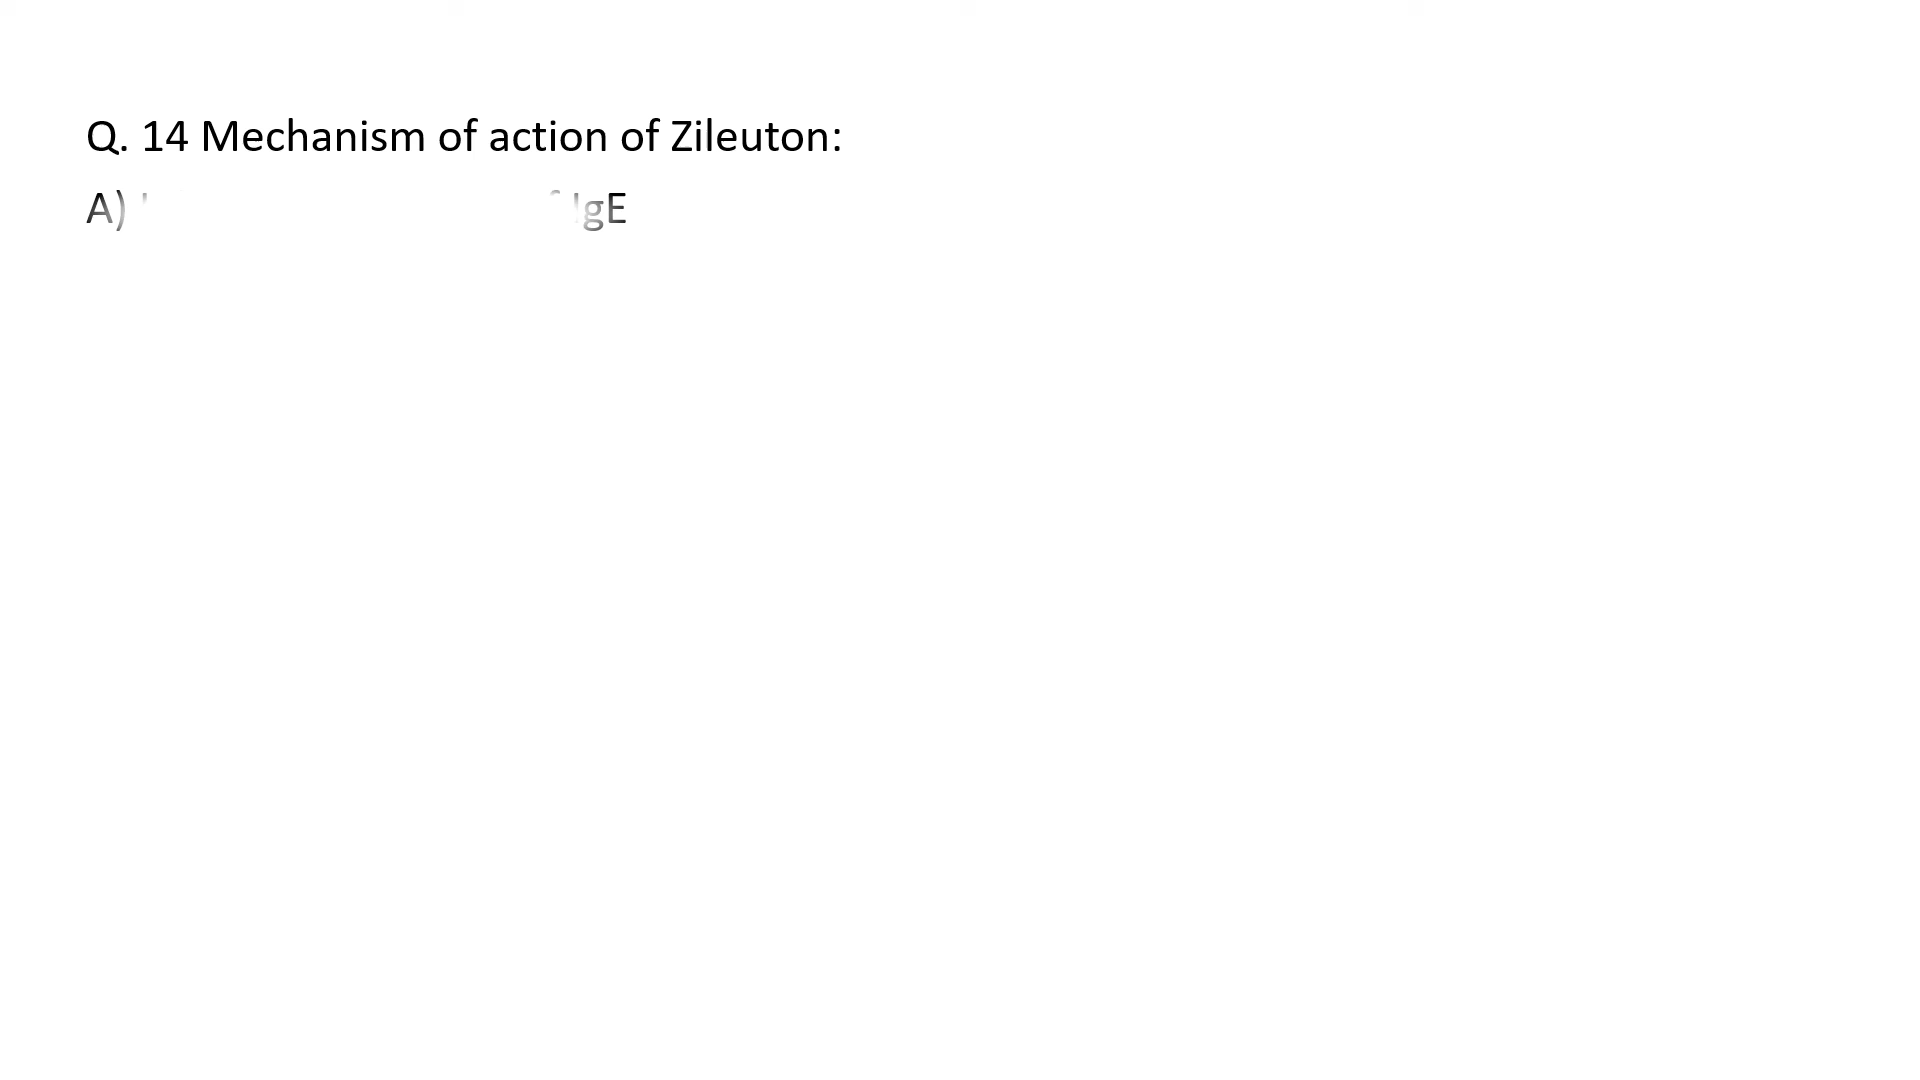 Q. 14 Mechanism of action of Zileuton:
A) IgE